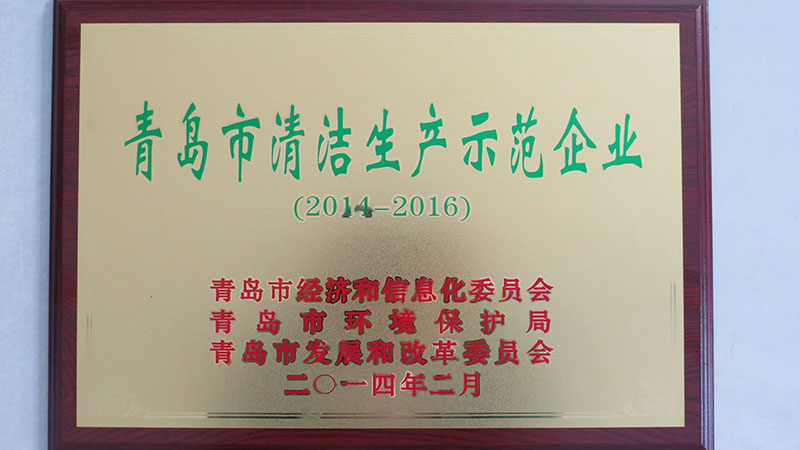 青岛市清洁生产示范企业
(2014-2016)
青岛市经济和信息化委员会
青岛市环境保护局
青岛市发展和改革委员会
二〇一四年二月